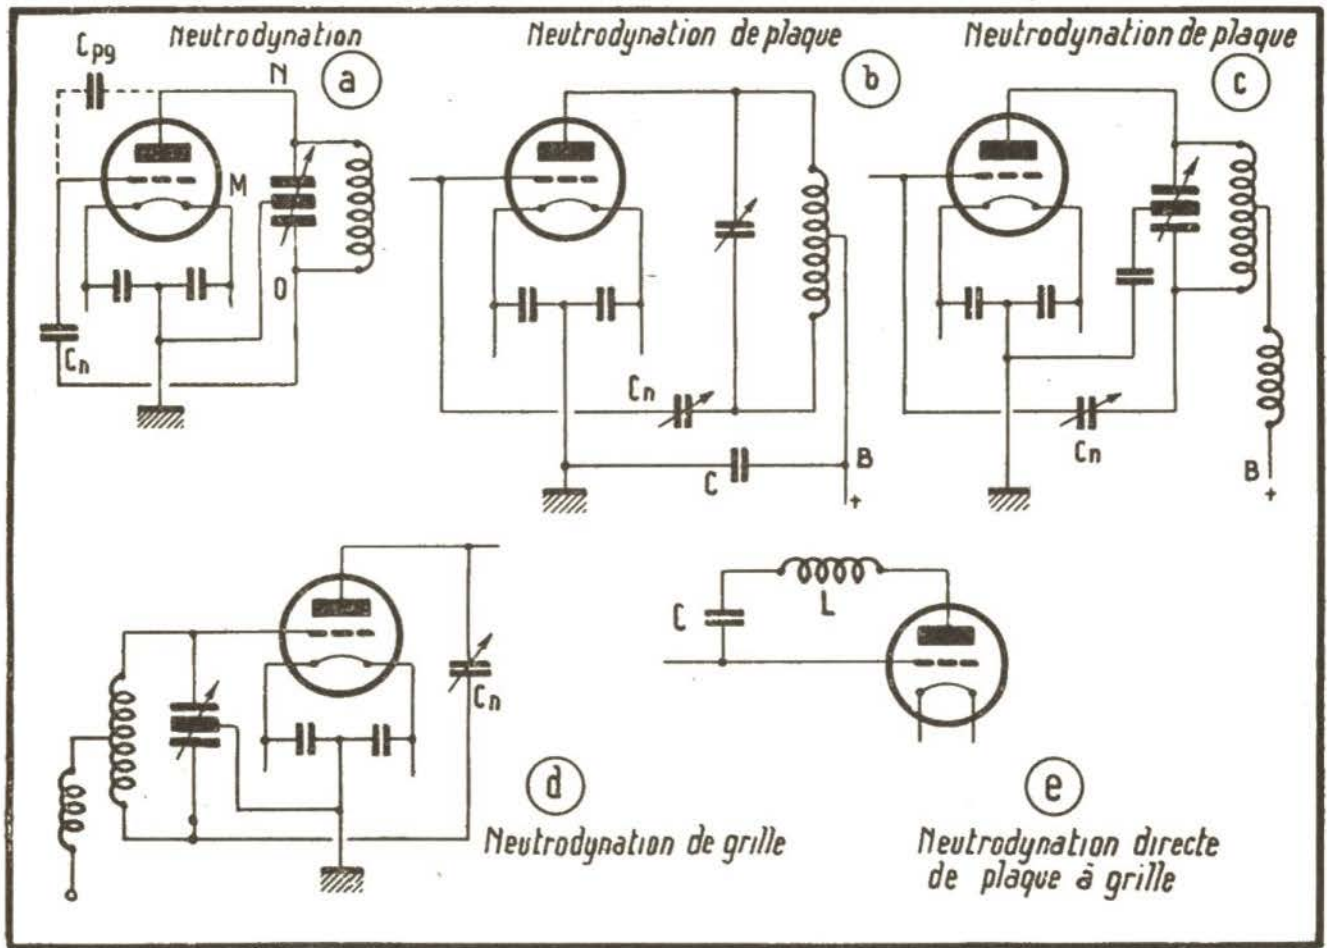 Neutrodynation
Neutrodynation de plaque
Neutrodynation de plaque
Cpg
N
a
b
c
M
O
Cn
Cn
Cn
C
B
+
B
+
C
L
Cn
d
e
Neutrodynation de grille
Neutrodynation directe
de plaque à grille